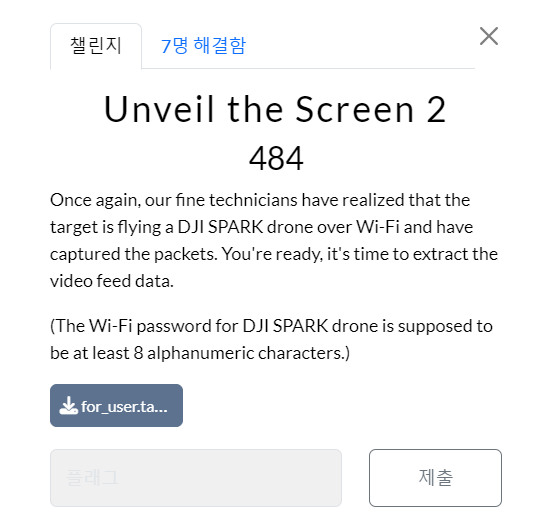 챌린지
7명 해결함
Unveil the Screen 2
484
Once again, our fine technicians have realized that the
target is flying a DJI SPARK drone over Wi-Fi and have
captured the packets. You're ready, it's time to extract the
video feed data.
(The Wi-Fi password for DJI SPARK drone is supposed to
be at least 8 alphanumeric characters.)
for_user.ta...
플래그
제출